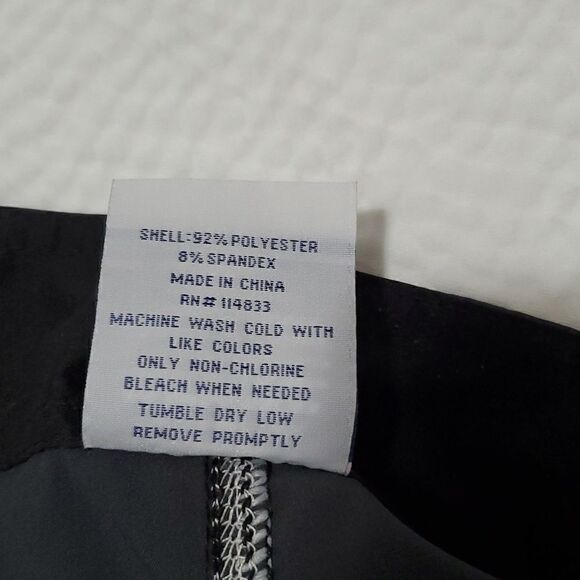 SHELL:92% POLYESTER
8% SPANDEX
MADE IN CHINA
RN# 114833
MACHINE WASH COLD WITH
LIKE COLORS
ONLY NON-CHLORINE
BLEACH WHEN NEEDED
TUMBLE DRY LOW
REMOVE PROMPTLY